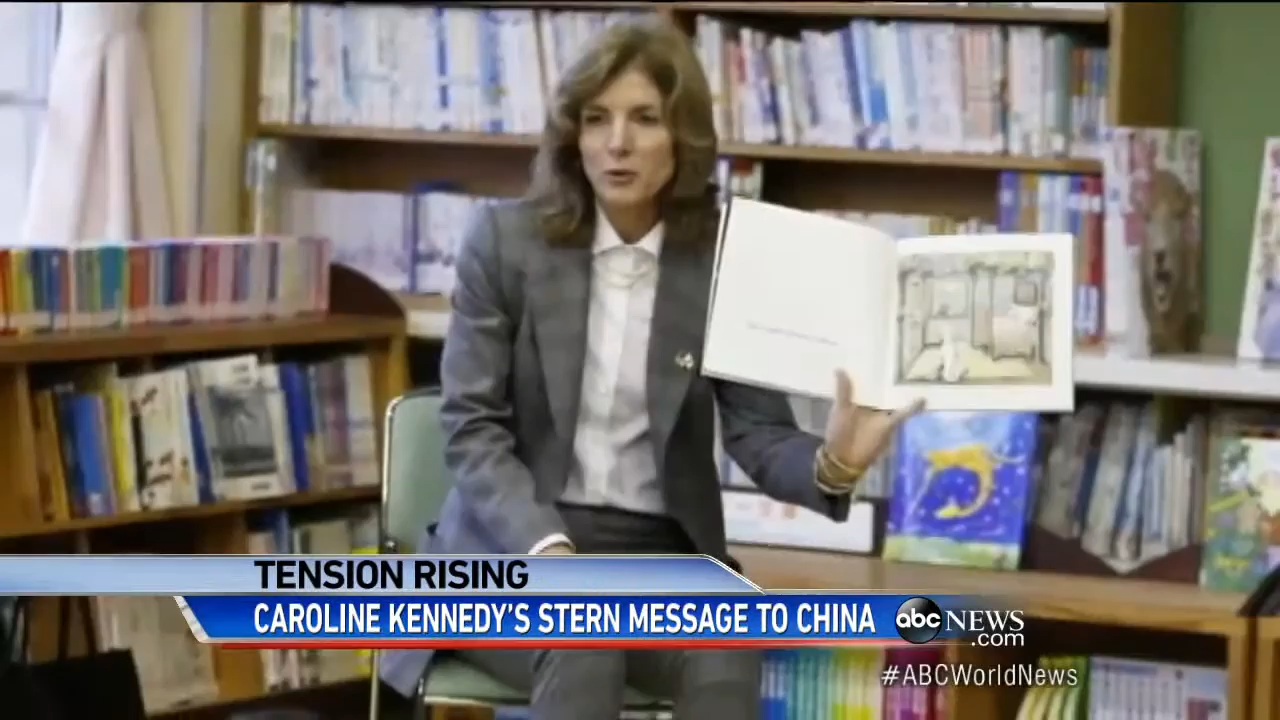 TENSION RISING
CAROLINE KENNEDY'S STERN MESSAGE TO CHINA
abc NEWS
.com
#ABCWorldNews